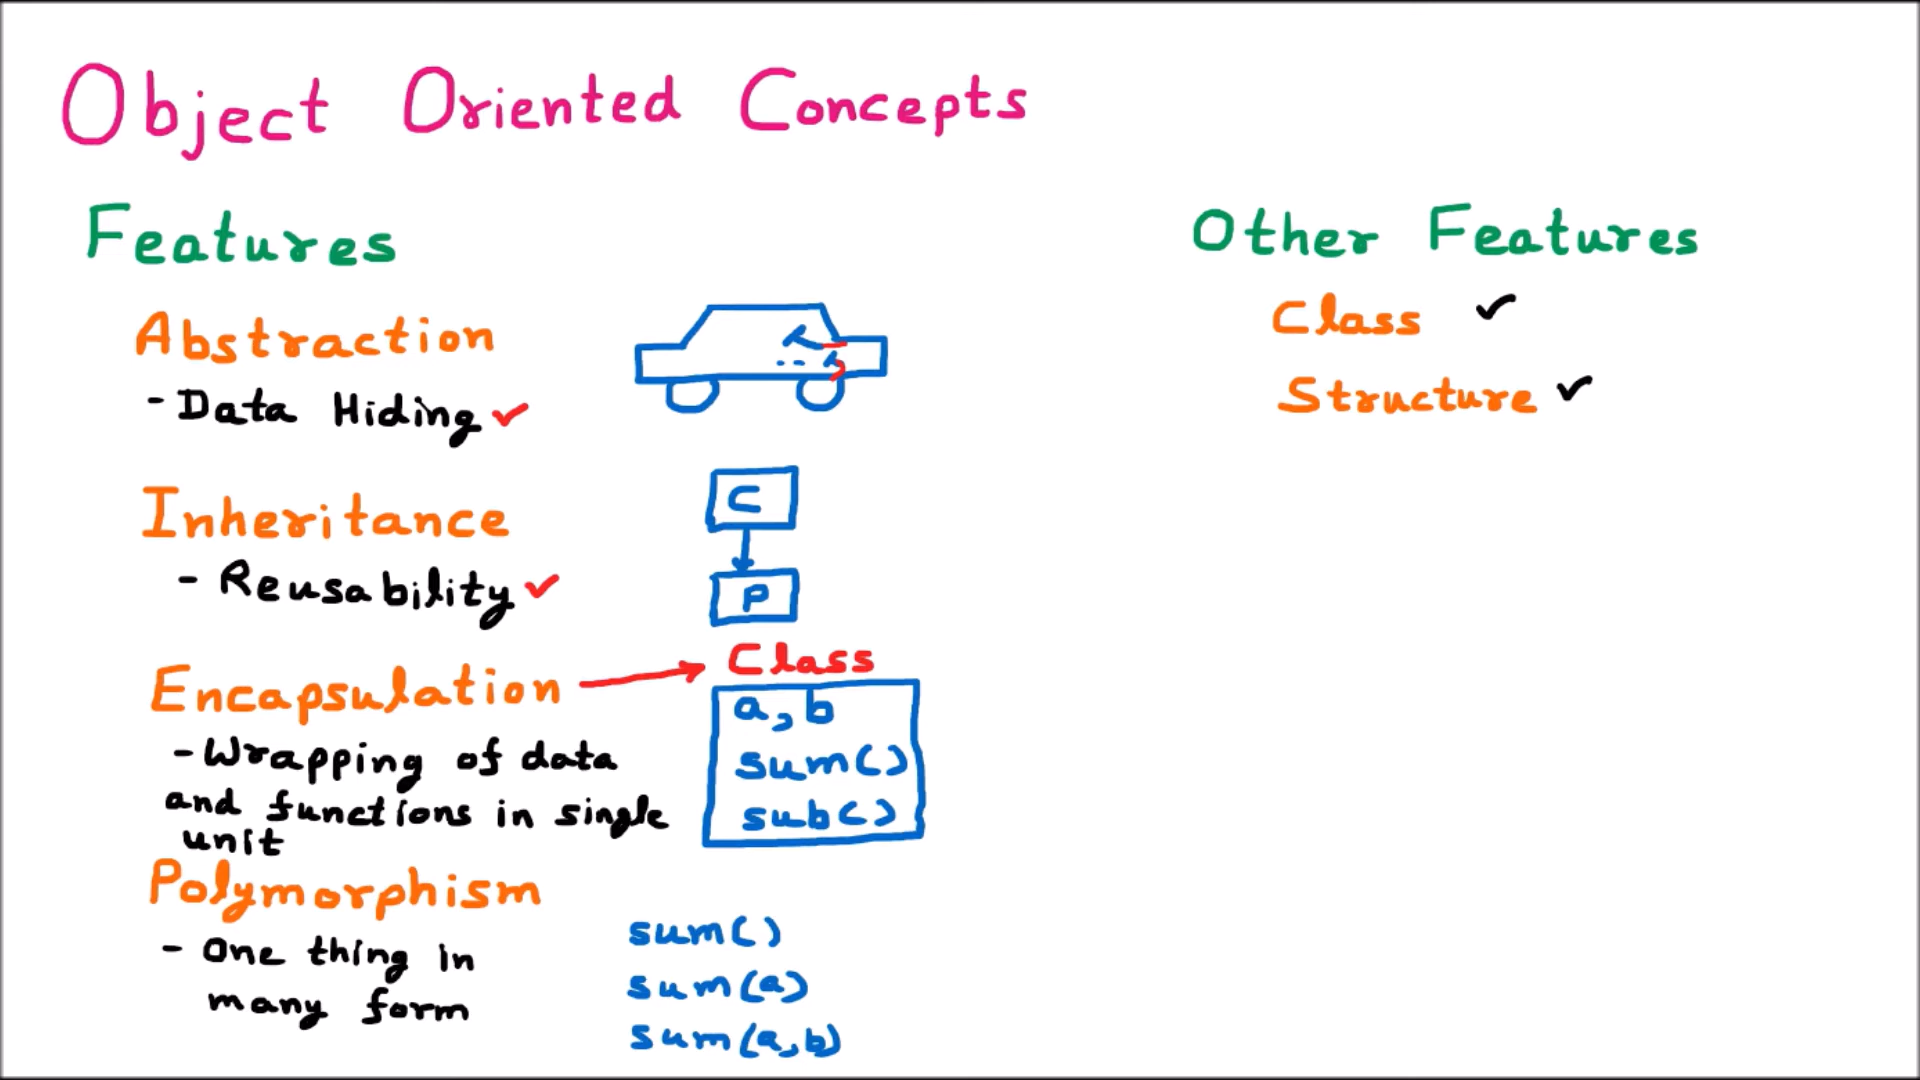 Object Oriented Concepts
Features
Abstraction
- Data Hiding ✓
Inheritance
- Reusability ✓
C
P
Encapsulation → Class
- Wrapping of data
and functions in single
unit
a, b
sum()
sub()
Polymorphism
- One thing in
many form
sum()
sum(a)
sum(a,b)
Other Features
Class ✓
Structure ✓